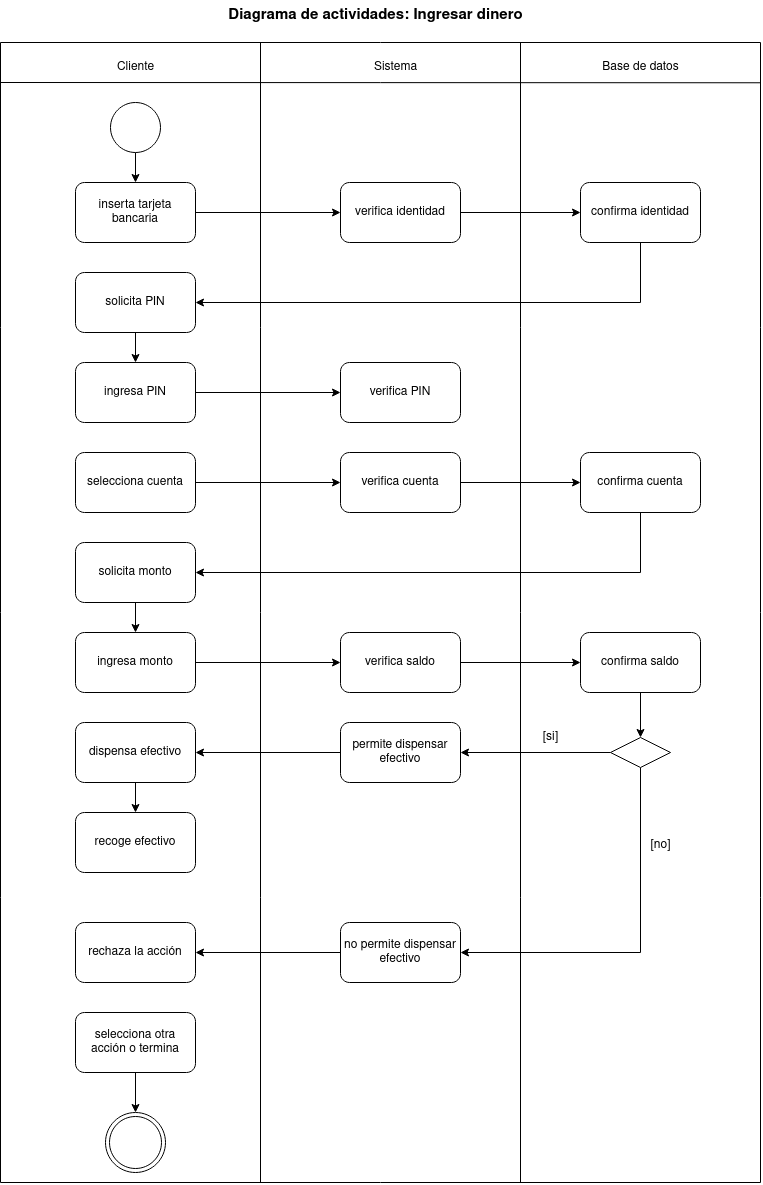 Diagrama de actividades: Ingresar dinero
Cliente
Sistema
Base de datos
inserta tarjeta
bancaria
verifica identidad
confirma identidad
solicita PIN
ingresa PIN
verifica PIN
selecciona cuenta
verifica cuenta
confirma cuenta
solicita monto
ingresa monto
verifica saldo
confirma saldo
dispensa efectivo
permite dispensar
efectivo
[si]
recoge efectivo
[no]
rechaza la acción
no permite dispensar
efectivo
selecciona otra
acción o termina